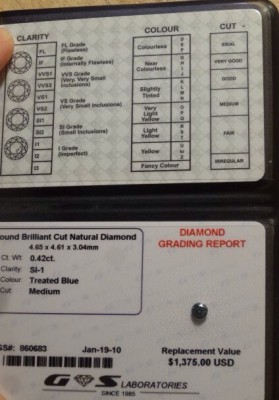 CLARITY COLOUR CUT
FL FL Grade (Flawless)
IF IF Grade (Internally Flawless)
VVS1 VVS Grade
VVS2 (Very, Very Small Inclusions)
VS1 VS Grade
VS2 (Very Small Inclusions)
SI1 SI Grade
SI2 (Small Inclusions)
I1 I Grade
I2 (Imperfect)
I3
Colourless
Near Colourless
Slightly Tinted
Very Light Yellow
Light Yellow
Yellow
Fancy Colour
IDEAL
VERY GOOD
GOOD
MEDIUM
FAIR
IRREGULAR
ound Brilliant Cut Natural Diamond
4.65 x 4.61 x 3.04mm
Ct. Wt: 0.42ct.
Clarity: SI-1
Colour: Treated Blue
Cut Medium
DIAMOND
GRADING REPORT
GS#: 860683 Jan-19-10
Replacement Value
$1,375.00 USD
G S LABORATORIES
SINCE 1985